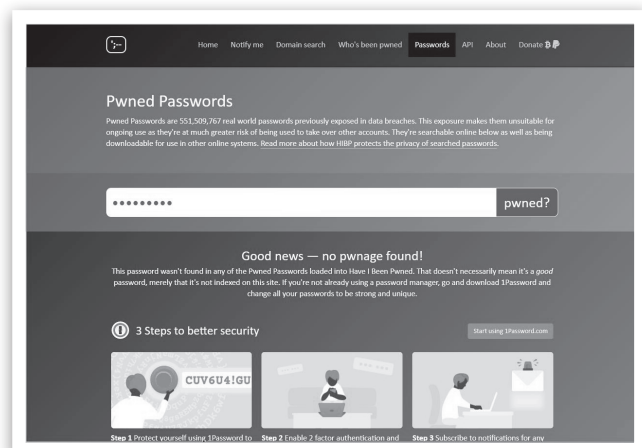 Home Notify me Domain search Who's been pwned Passwords API About Donate
Pwned Passwords
Pwned Passwords are 551,509,767 real world passwords previously exposed in data breaches. This exposure makes them unsuitable for
ongoing use as they're at much greater risk of being used to take over other accounts. They're searchable online below as well as being
downloadable for use in other online systems. Read more about how HIBP protects the privacy of searched passwords.
•••••••••
pwned?
Good news — no pwnage found!
This password wasn't found in any of the Pwned Passwords loaded into Have I Been Pwned. That doesn't necessarily mean it's a good
password, merely that it's not indexed on this site. If you're not already using a password manager, go and download 1Password and
change all your passwords to be strong and unique.
3 Steps to better security
Start using 1Password.com
CUV6U4!GU
Step 1 Protect yourself using 1Password to
Step 2 Enable 2 factor authentication and
Step 3 Subscribe to notifications for any